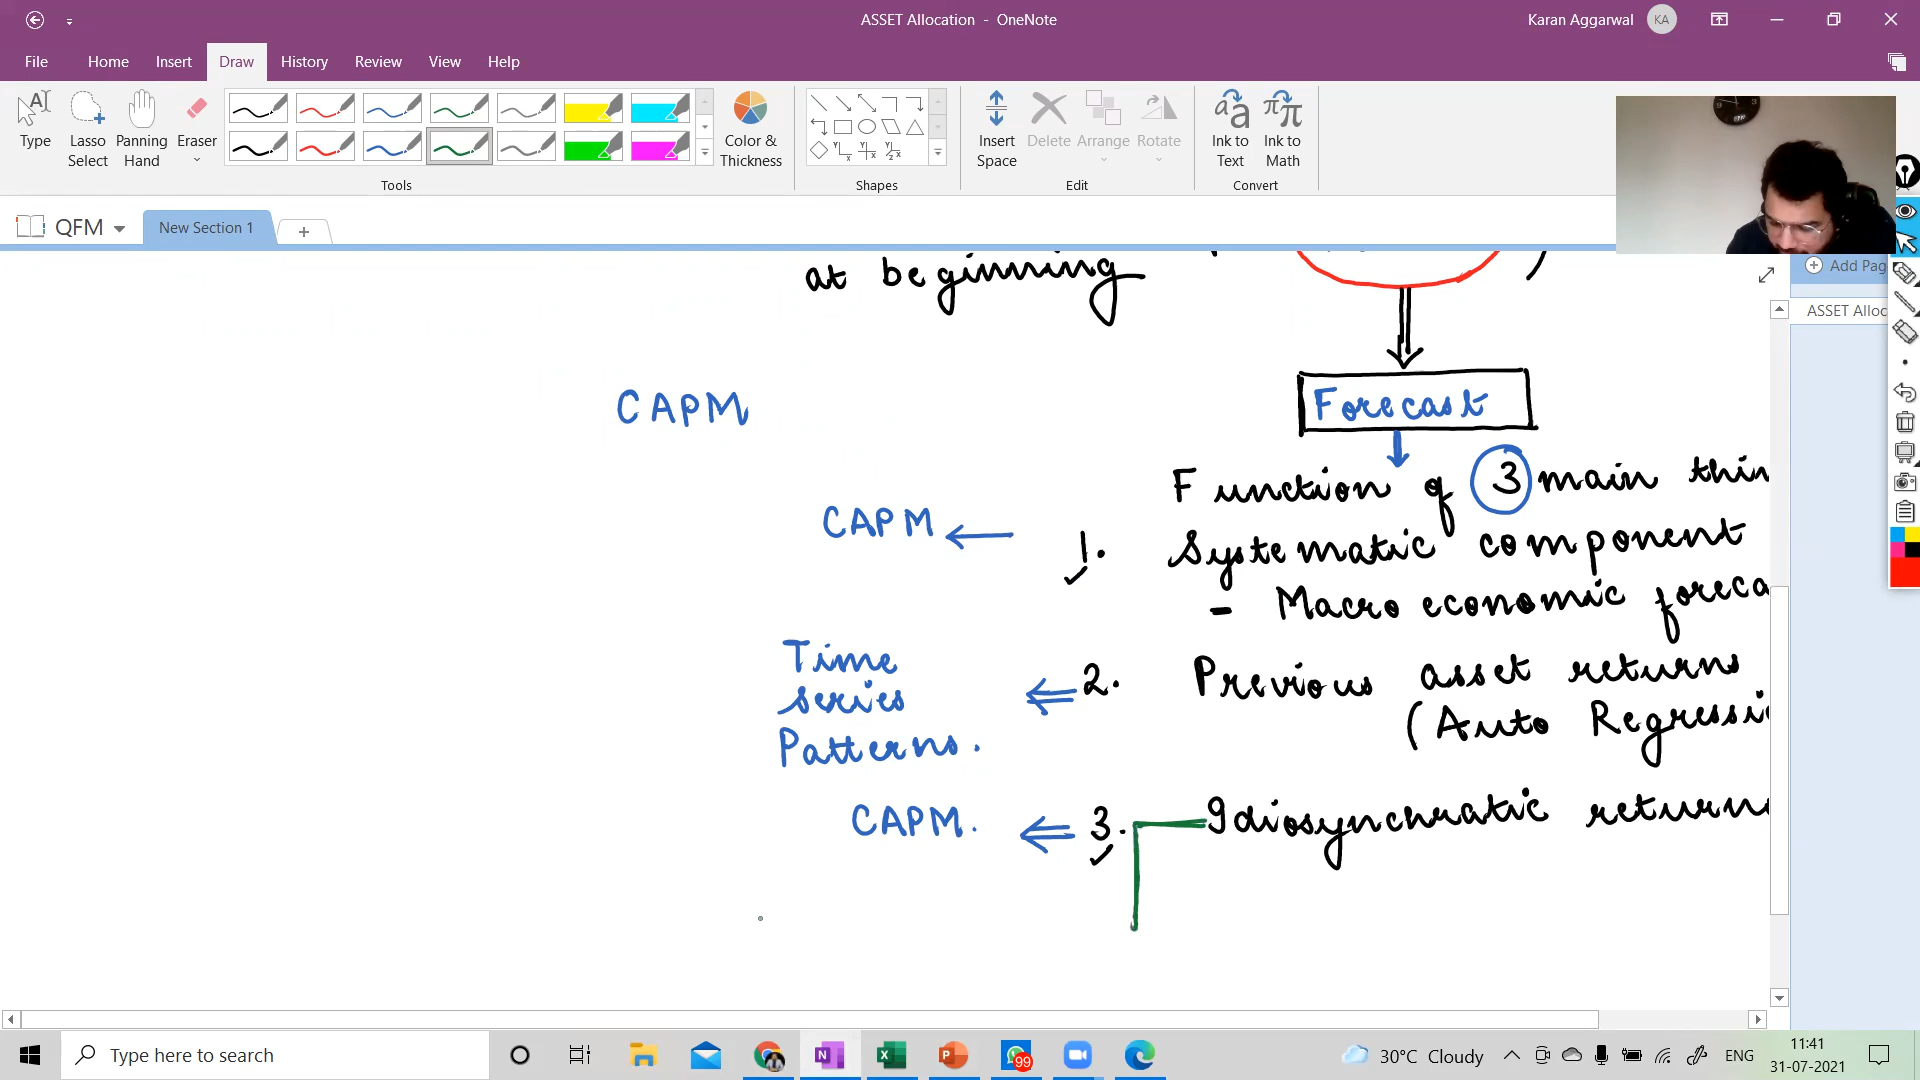 ASSET Allocation - OneNote
Karan Aggarwal
KA
File
Home
Insert
Draw
History
Review
View
Help
Type
Lasso Select
Panning Hand
Eraser
Color & Thickness
Insert Space
Delete
Arrange
Rotate
Ink to Text
Ink to Math
Tools
Shapes
Edit
Convert
QFM
New Section 1
Add Pag
ASSET Alloc
at beginning
Forecast
CAPM
Function of 3 main thin
CAPM
1. Systematic component
- Macro economic foreca
Time
series
Patterns.
2. Previous asset returns
(Auto Regressi
CAPM.
3. Idiosynchratic returns
Type here to search
99
30°C Cloudy
ENG
11:41
31-07-2021